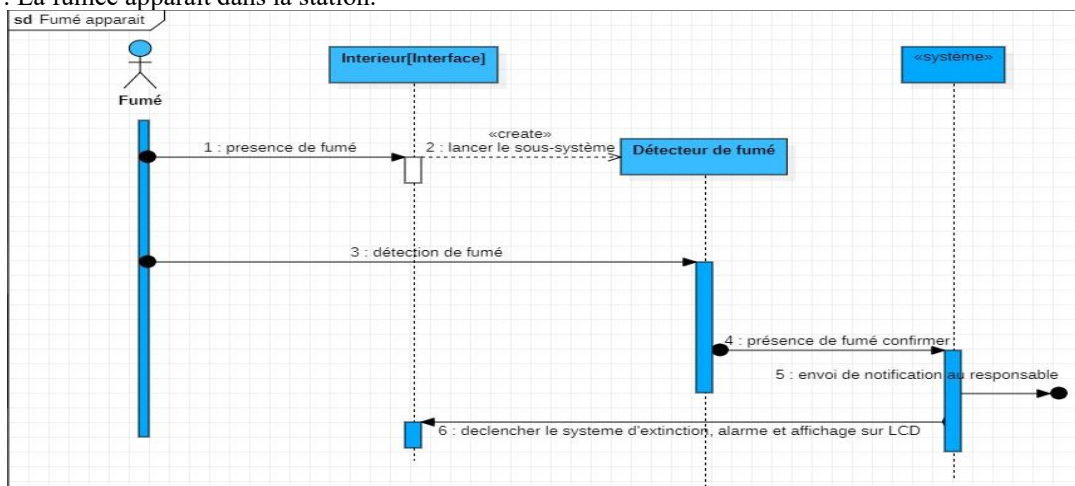 : La fumée apparait dans la station.
sd Fumé apparait
Interieur[Interface]
«système»
Fumé
«create»
1 : presence de fumé
2 : lancer le sous-système
Détecteur de fumé
3 : détection de fumé
4 : présence de fumé confirmer
5 : envoi de notification au responsable
6 : declencher le systeme d'extinction, alarme et affichage sur LCD